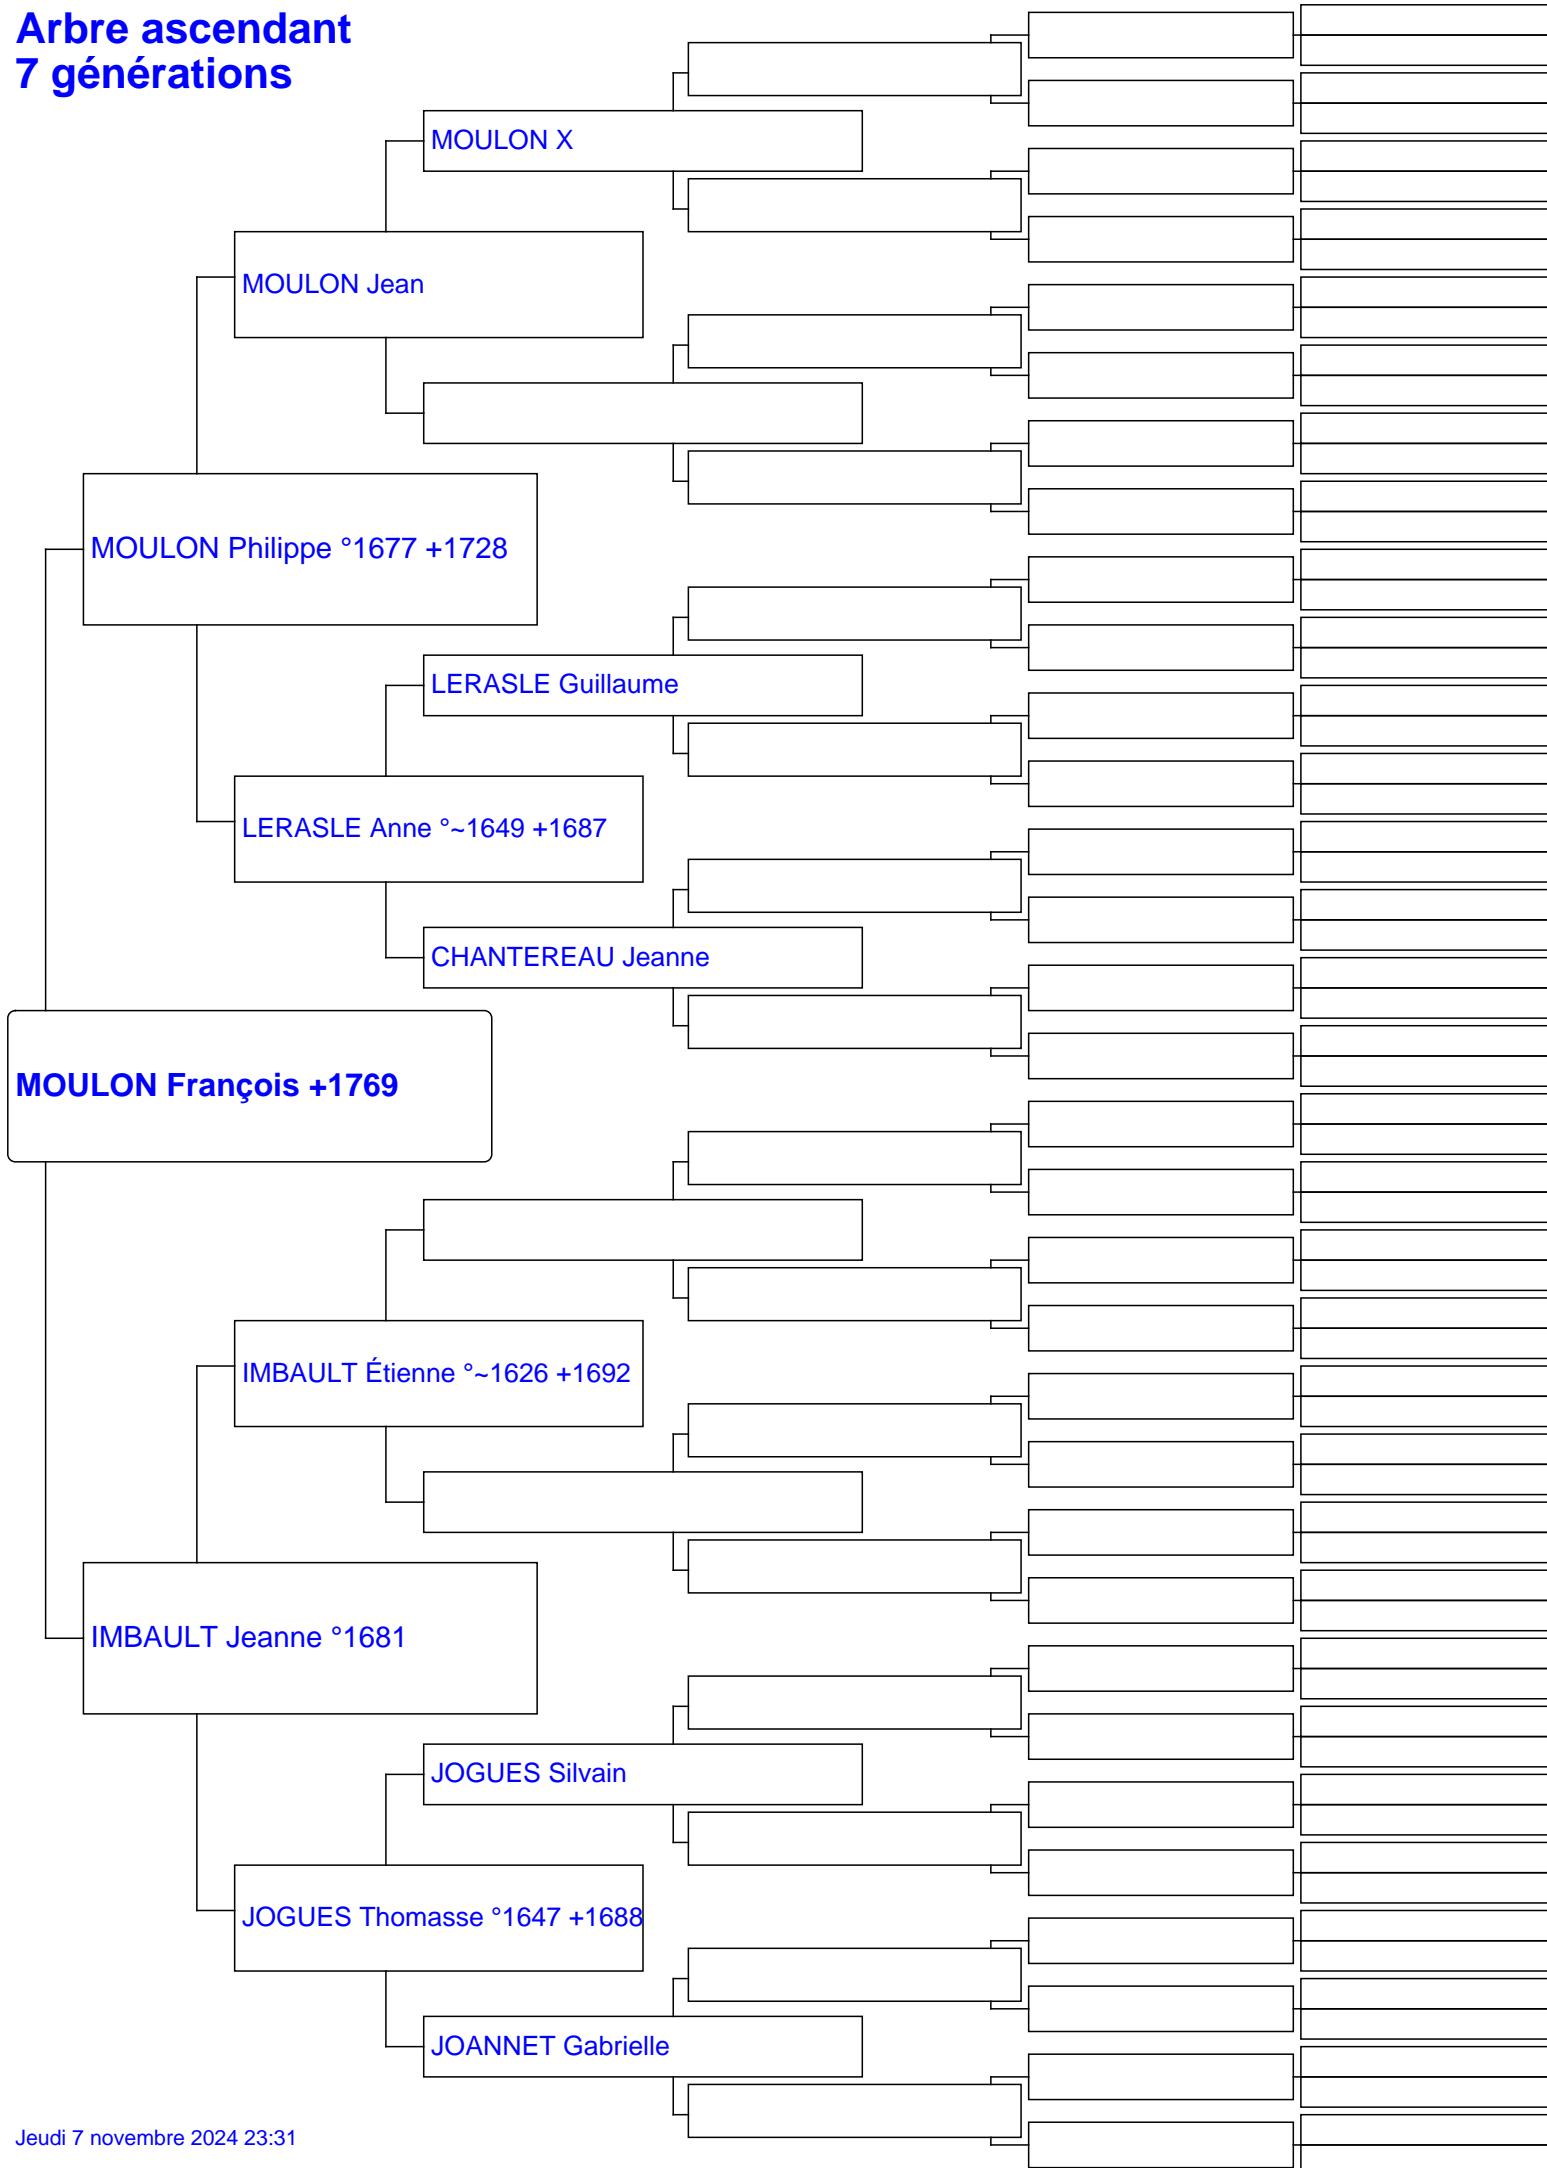 Arbre ascendant
7 générations
MOULON X
MOULON Jean
MOULON Philippe °1677 +1728
LERASLE Guillaume
LERASLE Anne °~1649 +1687
CHANTEREAU Jeanne
MOULON François +1769
IMBAULT Étienne °~1626 +1692
IMBAULT Jeanne °1681
JOGUES Silvain
JOGUES Thomasse °1647 +1688
JOANNET Gabrielle
Jeudi 7 novembre 2024 23:31